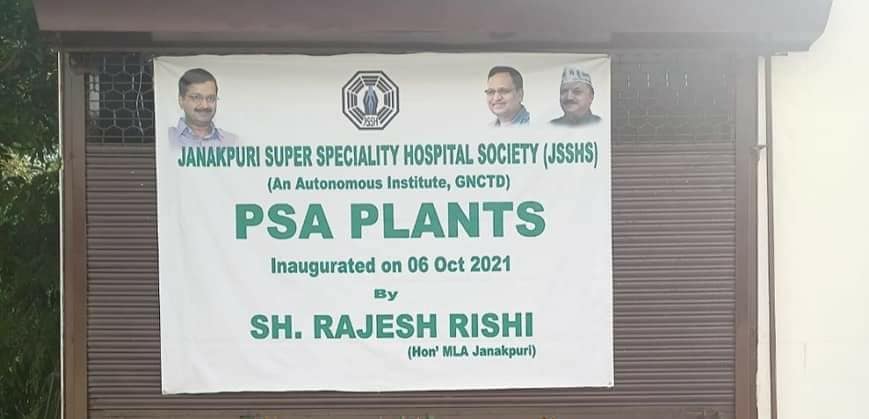 JSSH
JANAKPURI SUPER SPECIALITY HOSPITAL SOCIETY (JSSHS)
(An Autonomous Institute, GNCTD)
PSA PLANTS
Inaugurated on 06 Oct 2021
By
SH. RAJESH RISHI
(Hon' MLA Janakpuri)